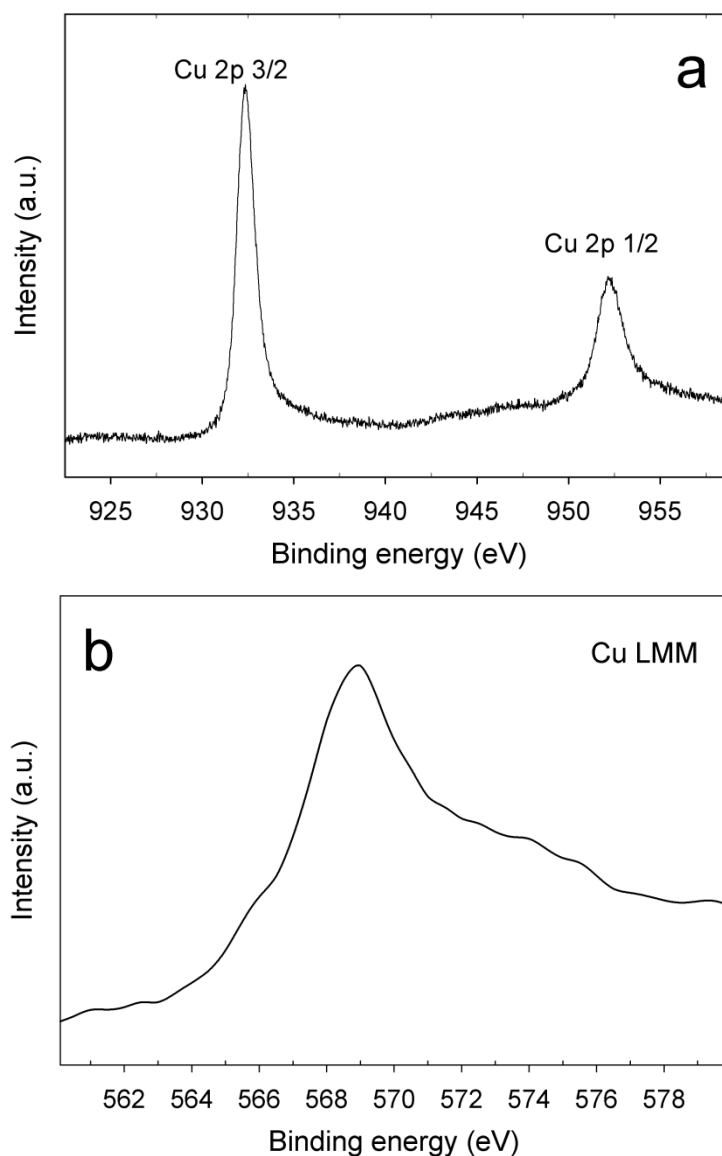 Cu 2p 3/2
a
Cu 2p 1/2
Intensity (a.u.)
925 930 935 940 945 950 955
Binding energy (eV)
b
Cu LMM
Intensity (a.u.)
562 564 566 568 570 572 574 576 578
Binding energy (eV)